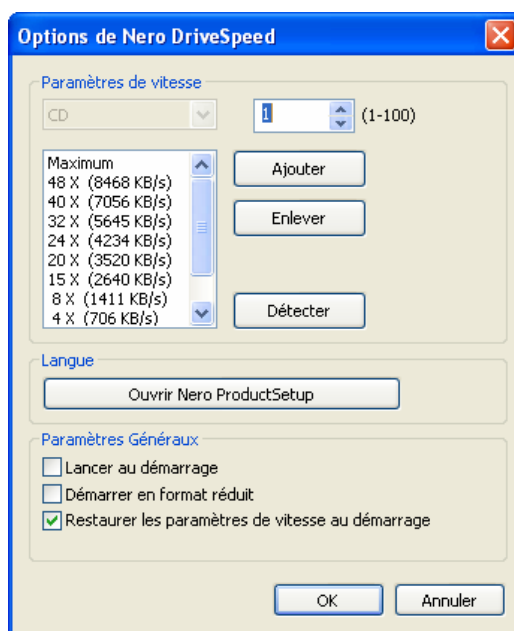 Options de Nero DriveSpeed
Paramètres de vitesse
CD
1
(1-100)
Maximum
48 X (8468 KB/s)
40 X (7056 KB/s)
32 X (5645 KB/s)
24 X (4234 KB/s)
20 X (3520 KB/s)
15 X (2640 KB/s)
8 X (1411 KB/s)
4 X (706 KB/s)
Ajouter
Enlever
Détecter
Langue
Ouvrir Nero ProductSetup
Paramètres Généraux
Lancer au démarrage
Démarrer en format réduit
Restaurer les paramètres de vitesse au démarrage
OK
Annuler